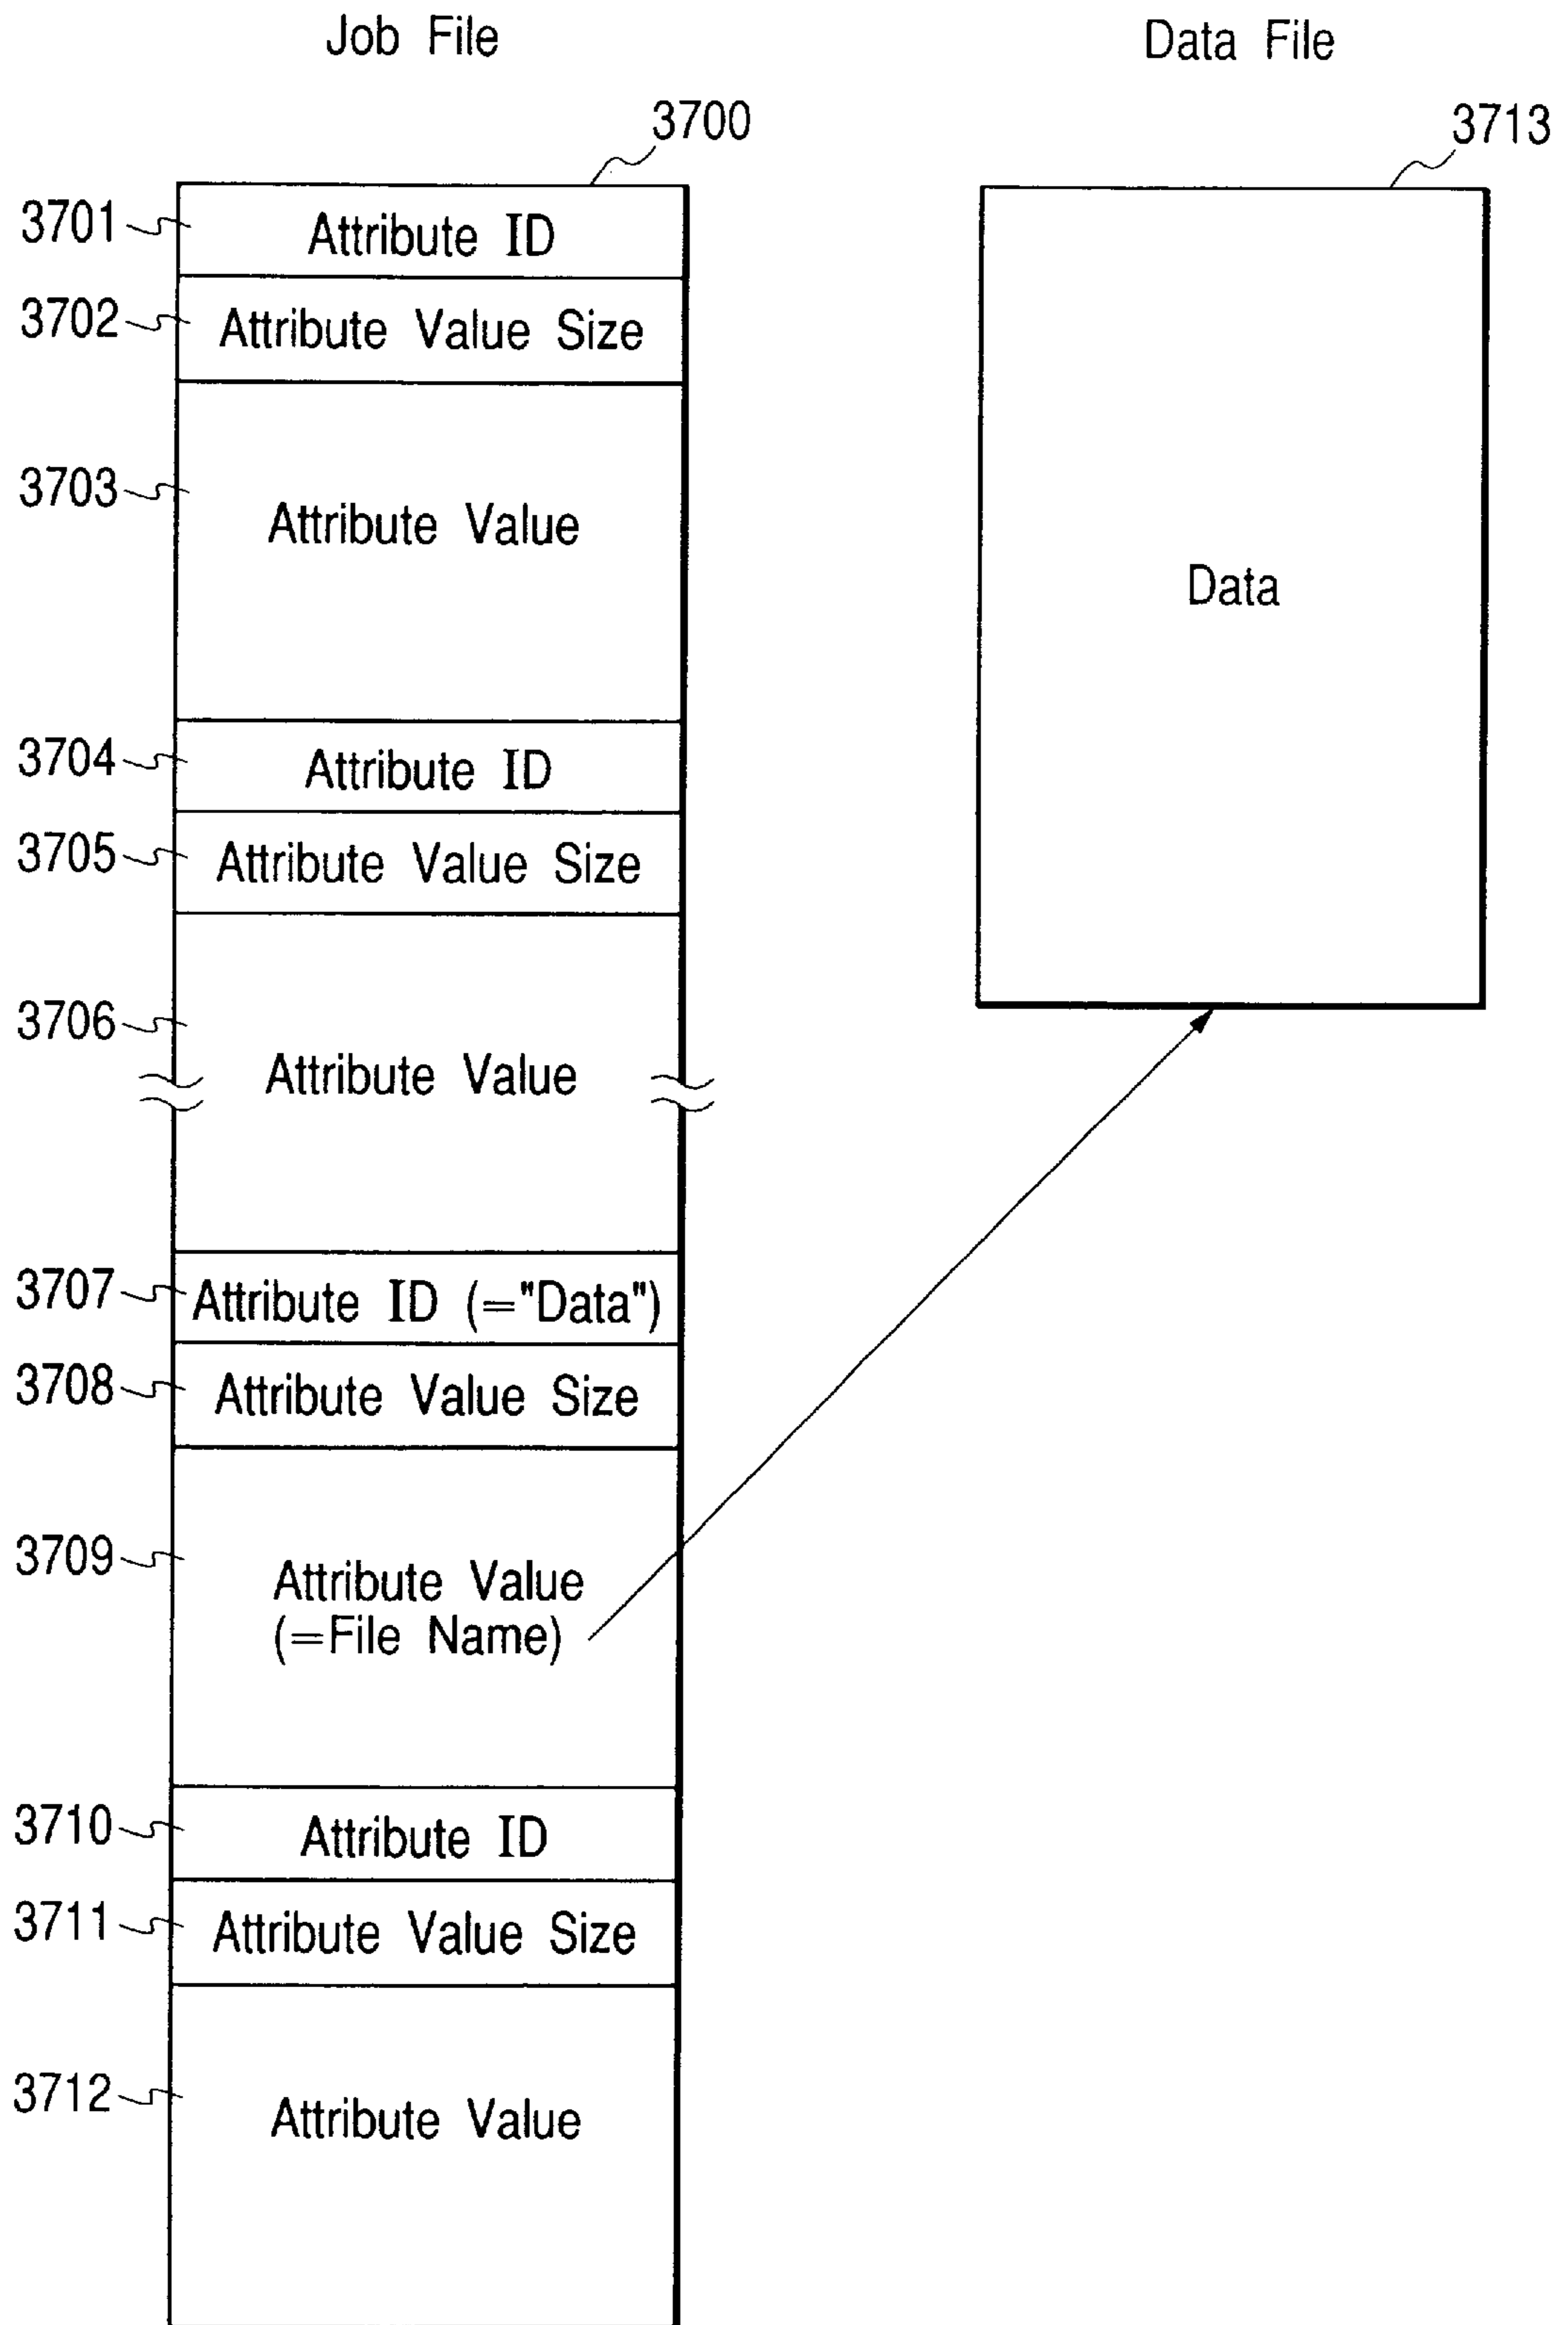 Job File
Data File
3700
3713
3701
Attribute ID
3702
Attribute Value Size
3703
Attribute Value
Data
3704
Attribute ID
3705
Attribute Value Size
3706
Attribute Value
3707
Attribute ID (="Data")
3708
Attribute Value Size
3709
Attribute Value
(=File Name)
3710
Attribute ID
3711
Attribute Value Size
3712
Attribute Value